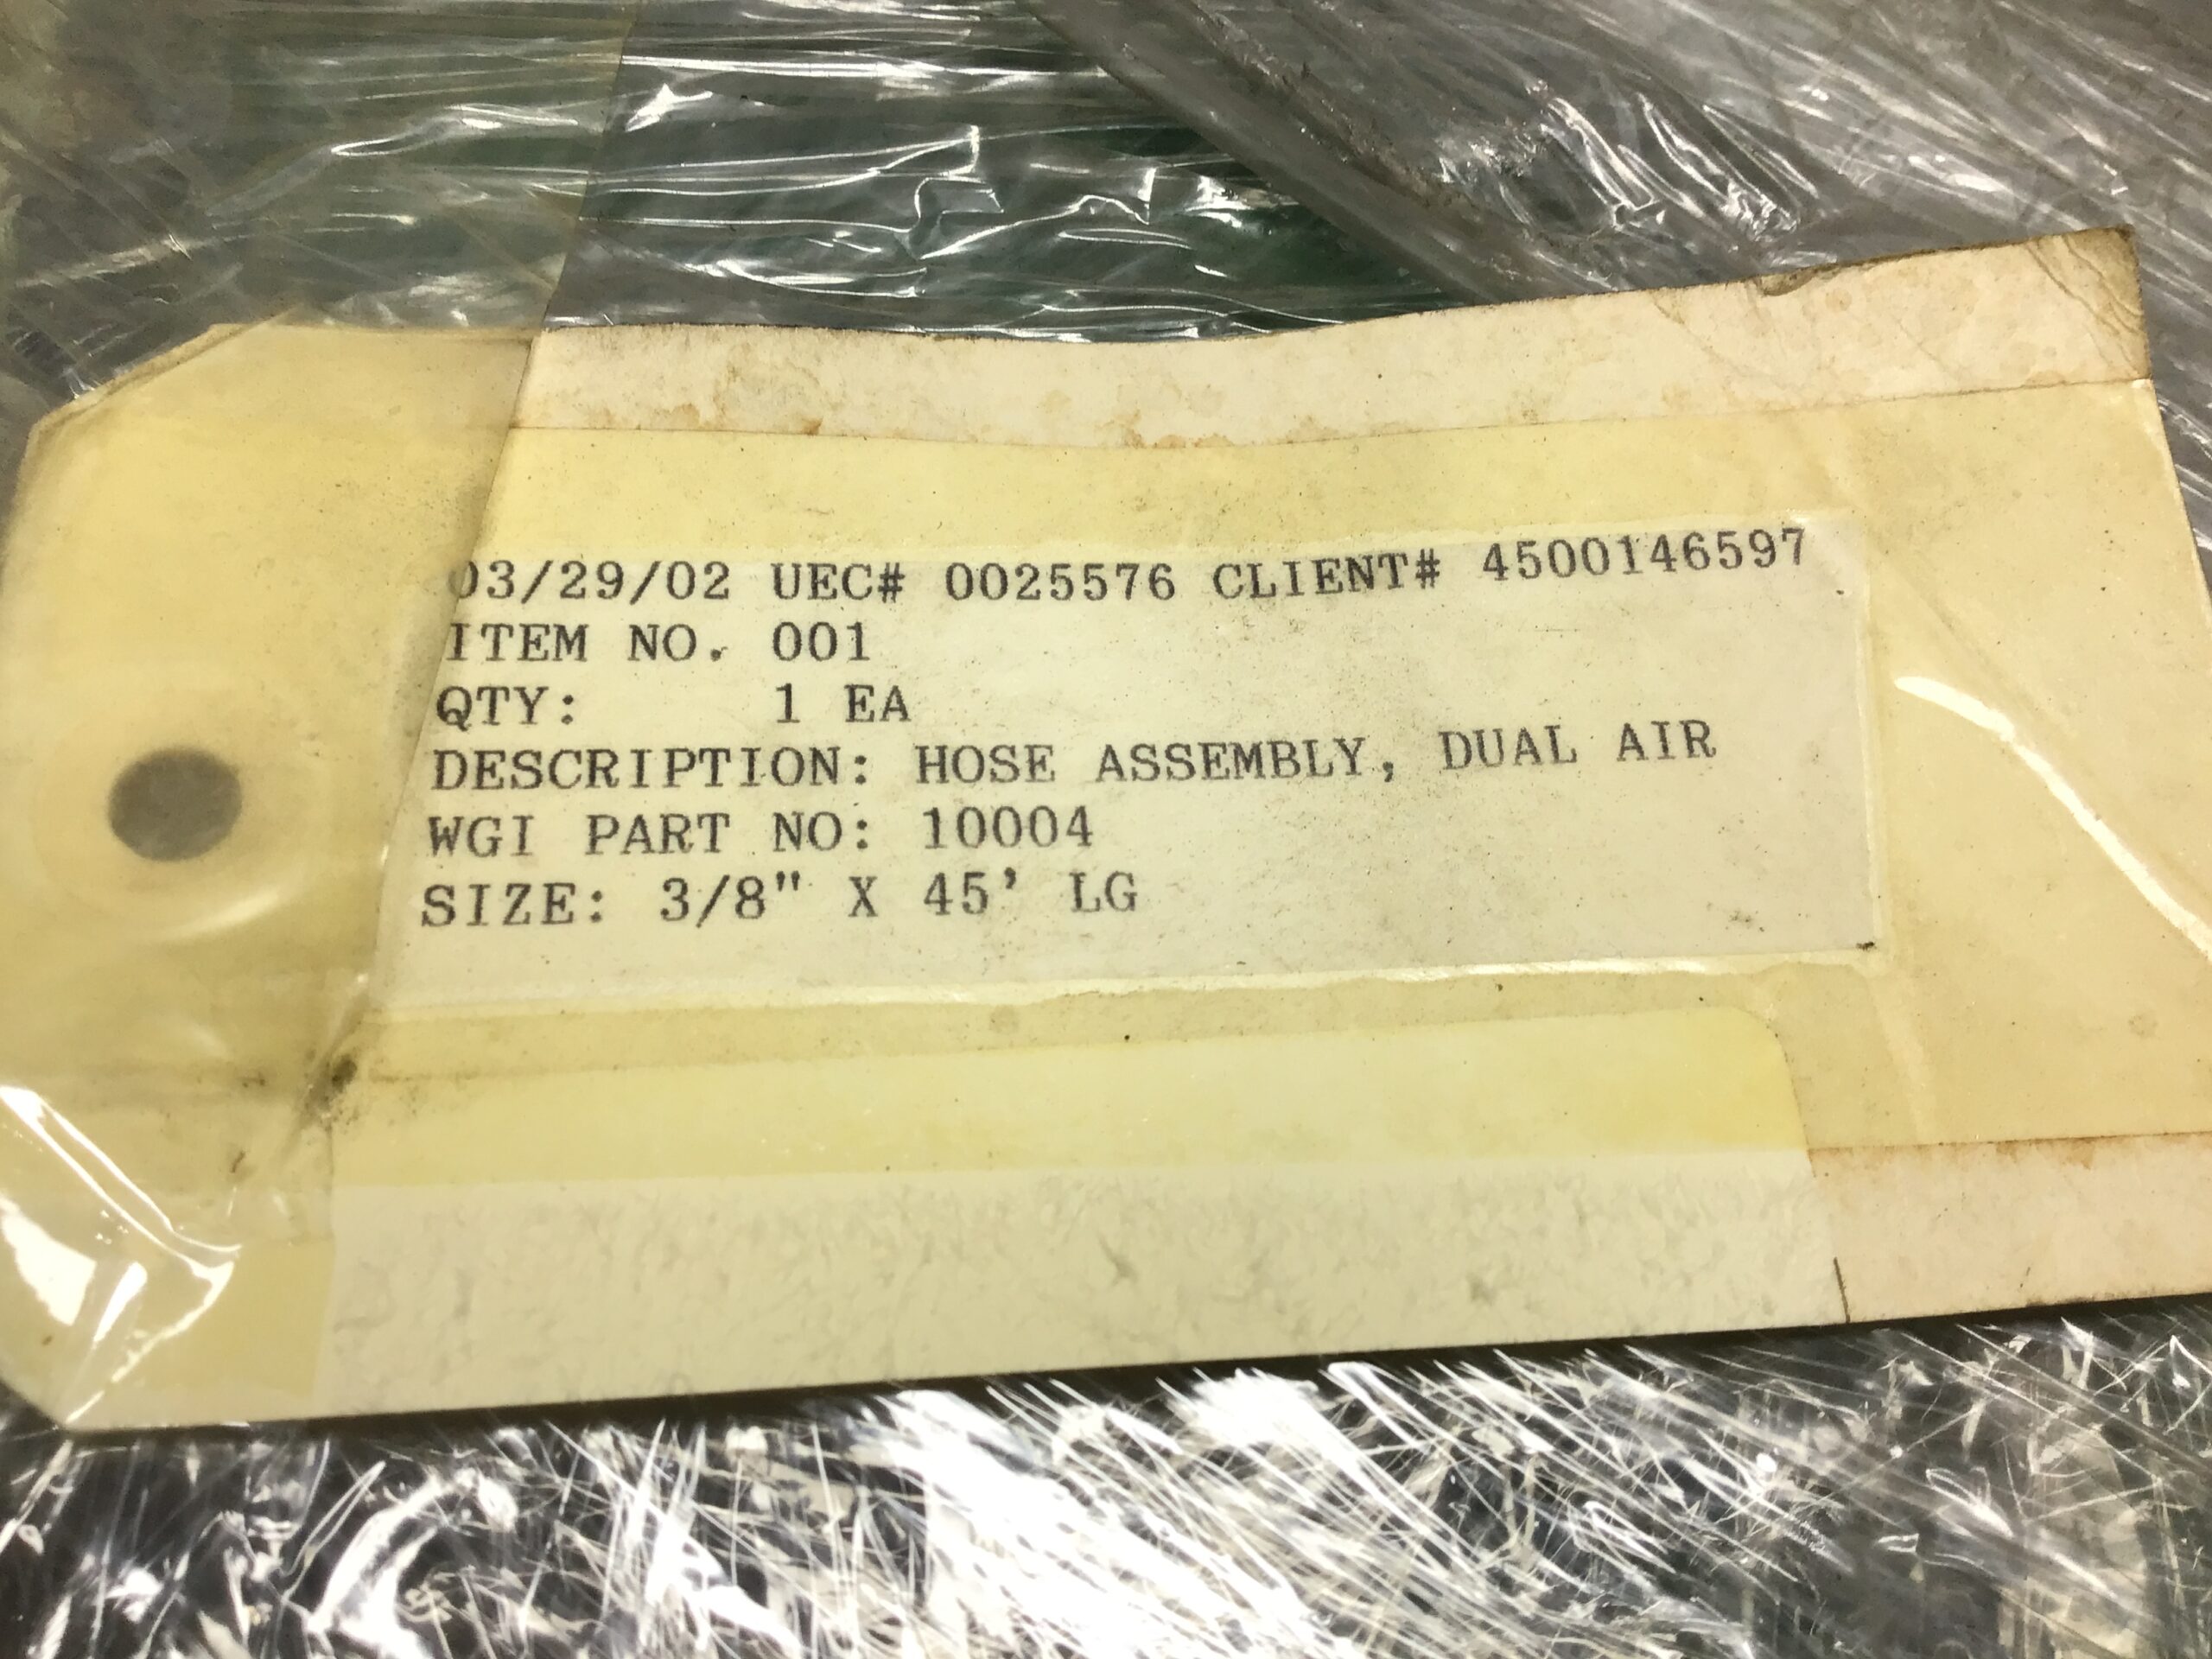 03/29/02 UEC# 0025576 CLIENT# 4500146597
ITEM NO. 001
QTY: 1 EA
DESCRIPTION: HOSE ASSEMBLY, DUAL AIR
WGI PART NO: 10004
SIZE: 3/8" X 45' LG